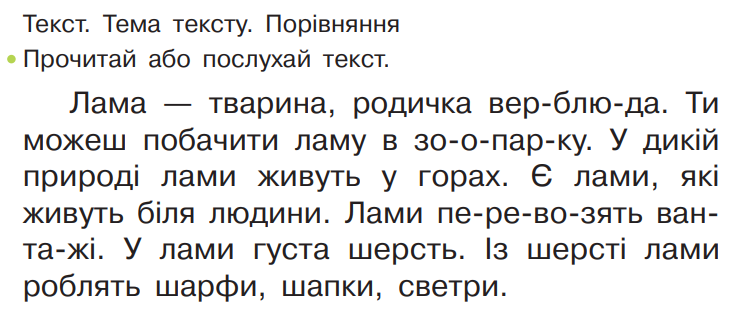 Текст. Тема тексту. Порівняння
• Прочитай або послухай текст.
Лама — тварина, родичка вер-блю-да. Ти
можеш побачити ламу в зо-о-пар-ку. У дикій
природі лами живуть у горах. Є лами, які
живуть біля людини. Лами пе-ре-во-зять ван-
та-жі. У лами густа шерсть. Із шерсті лами
роблять шарфи, шапки, светри.